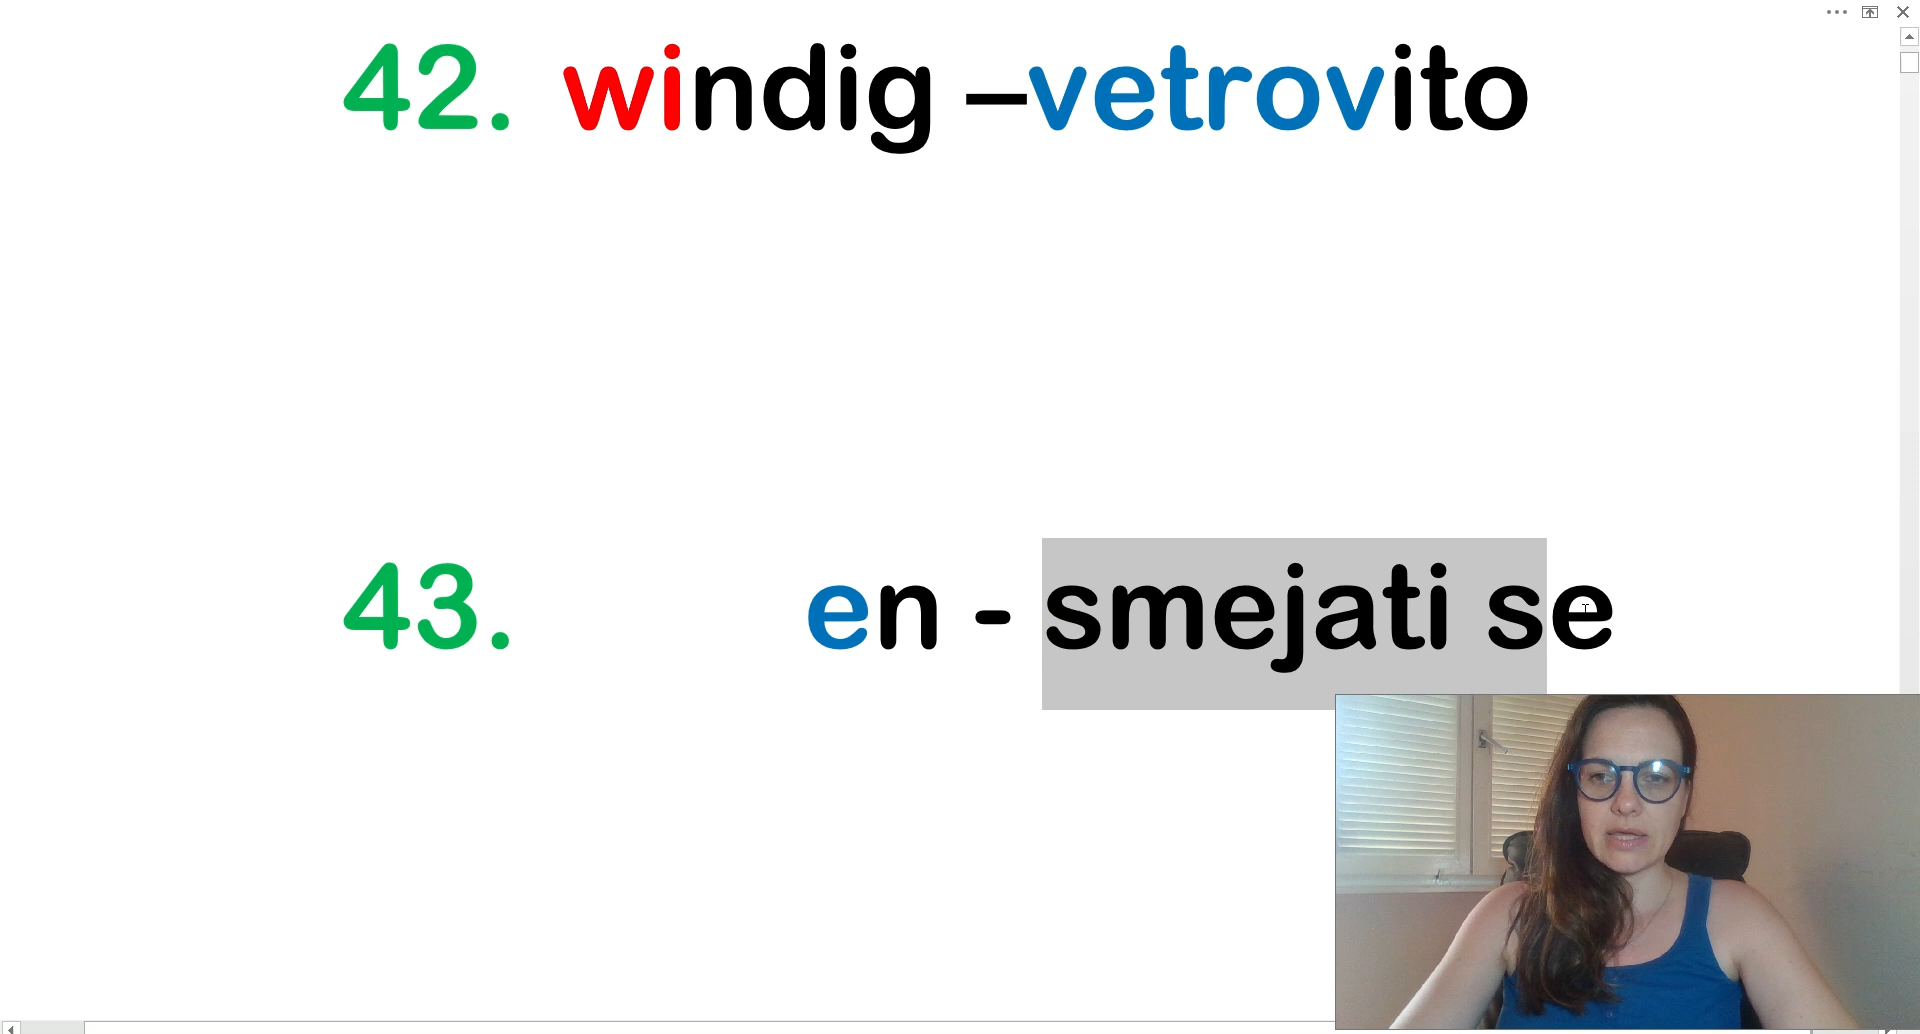 42. windig –vetrovito
43. en - smejati se